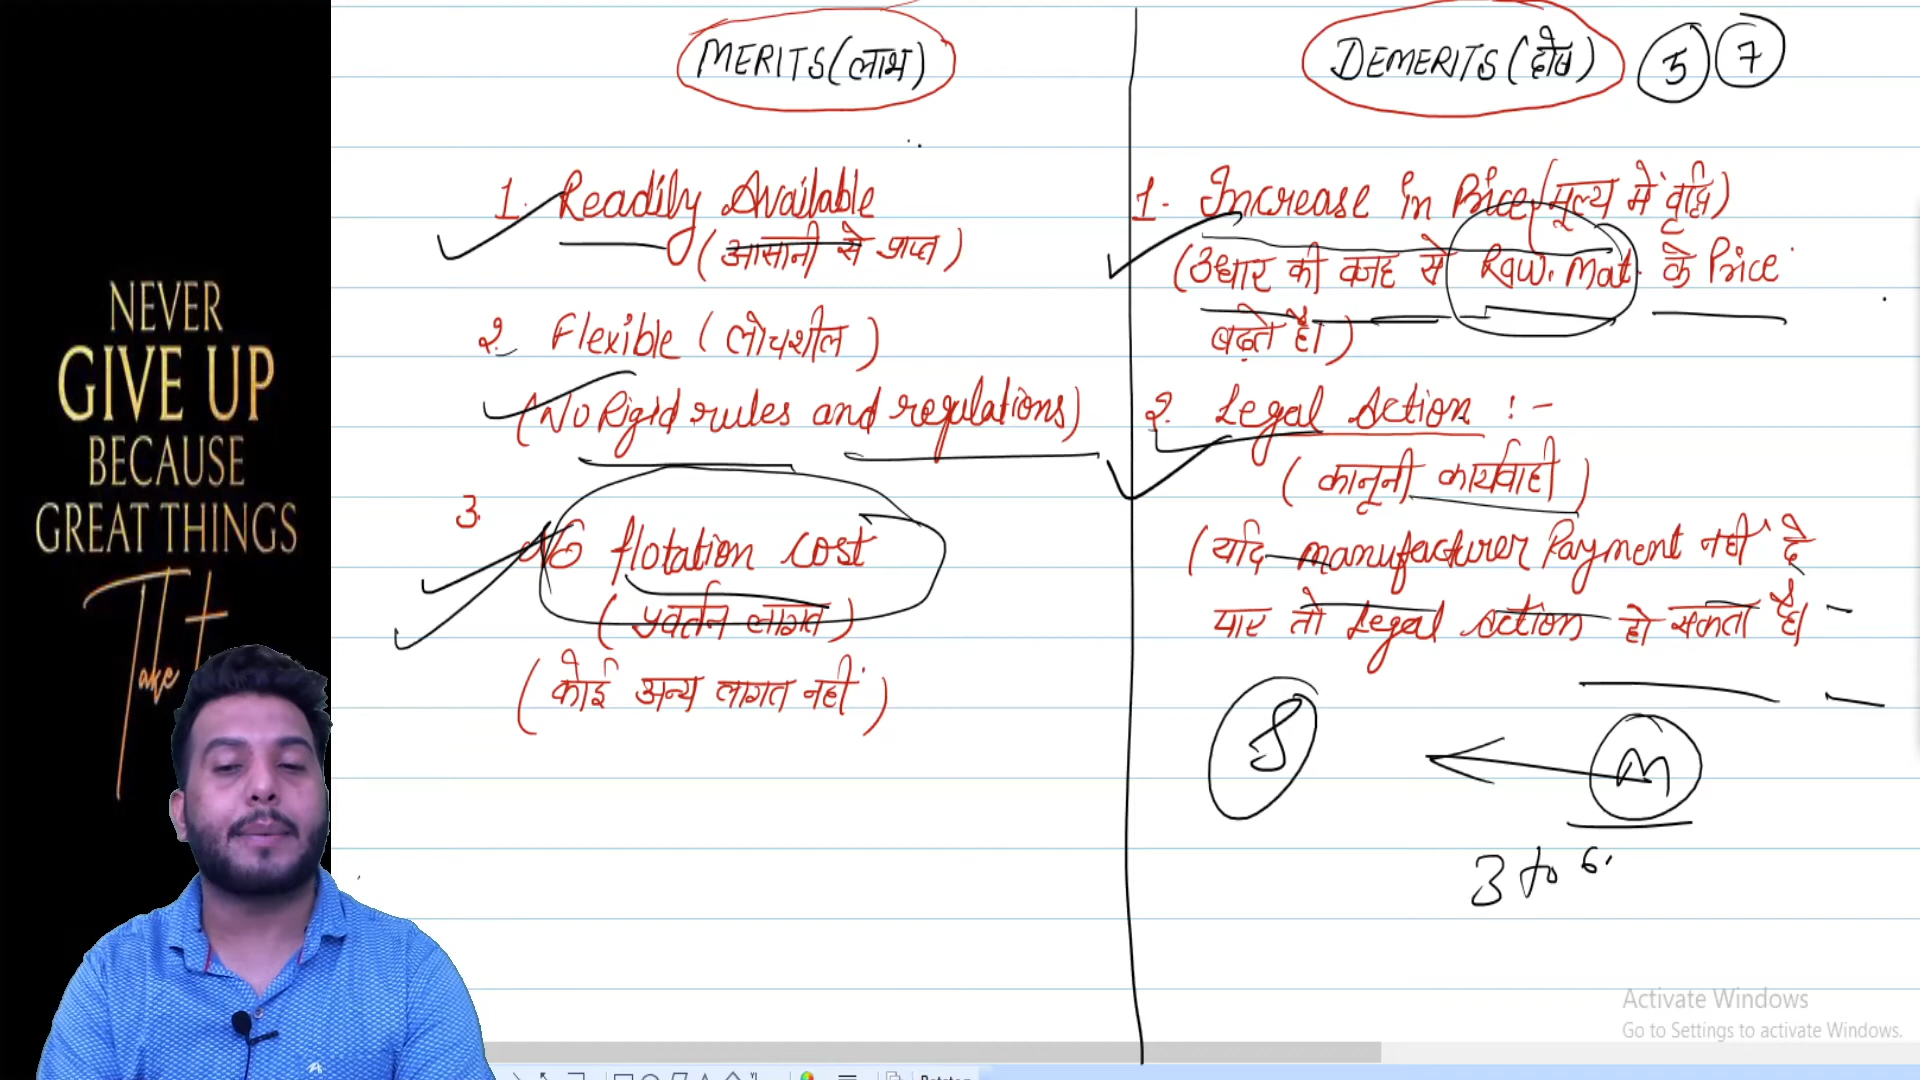 NEVER
GIVE UP
BECAUSE
GREAT THINGS
Take
MERITS (लाभ)
1. Readily Available
(आसानी से प्राप्त)
2. Flexible (लोचशील)
(No Rigid rules and regulations)
3.
NO flotation cost
(प्रवर्तन लागत)
(कोई अन्य लागत नहीं)
DEMERITS (दोष) 5 7
1. Increase in Price (मूल्य में वृद्धि)
(उधार की वजह से Raw. Mat. के Price
बढ़ते है।)
2. Legal Action :-
(कानूनी कार्यवाही)
(यदि manufacturer Payment नहीं दे
पाए तो Legal Action हो सकता है।
S M
3 to 6
Activate Windows
Go to Settings to activate Windows.